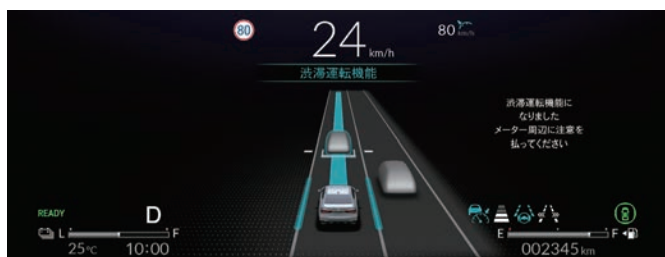 80
24 km/h
80 km/h
渋滞運転機能
渋滞運転機能に
なりました
メーター周辺に注意を
払ってください
READY
D
L F
25℃ 10:00
E F
002345 km